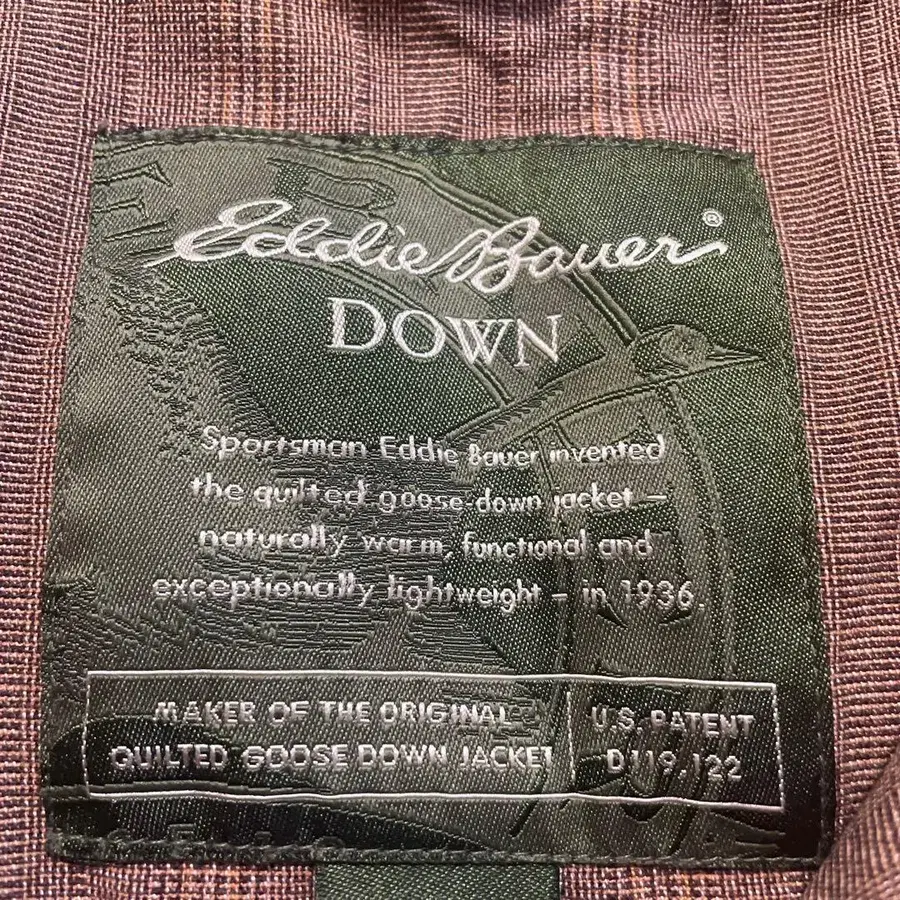 Eddie Bauer®
DOWN
Sportsman Eddie Bauer invented
the quilted goose-down jacket –
naturally warm, functional and
exceptionally lightweight – in 1936.
MAKER OF THE ORIGINAL
QUILTED GOOSE DOWN JACKET
U.S. PATENT
D119,122